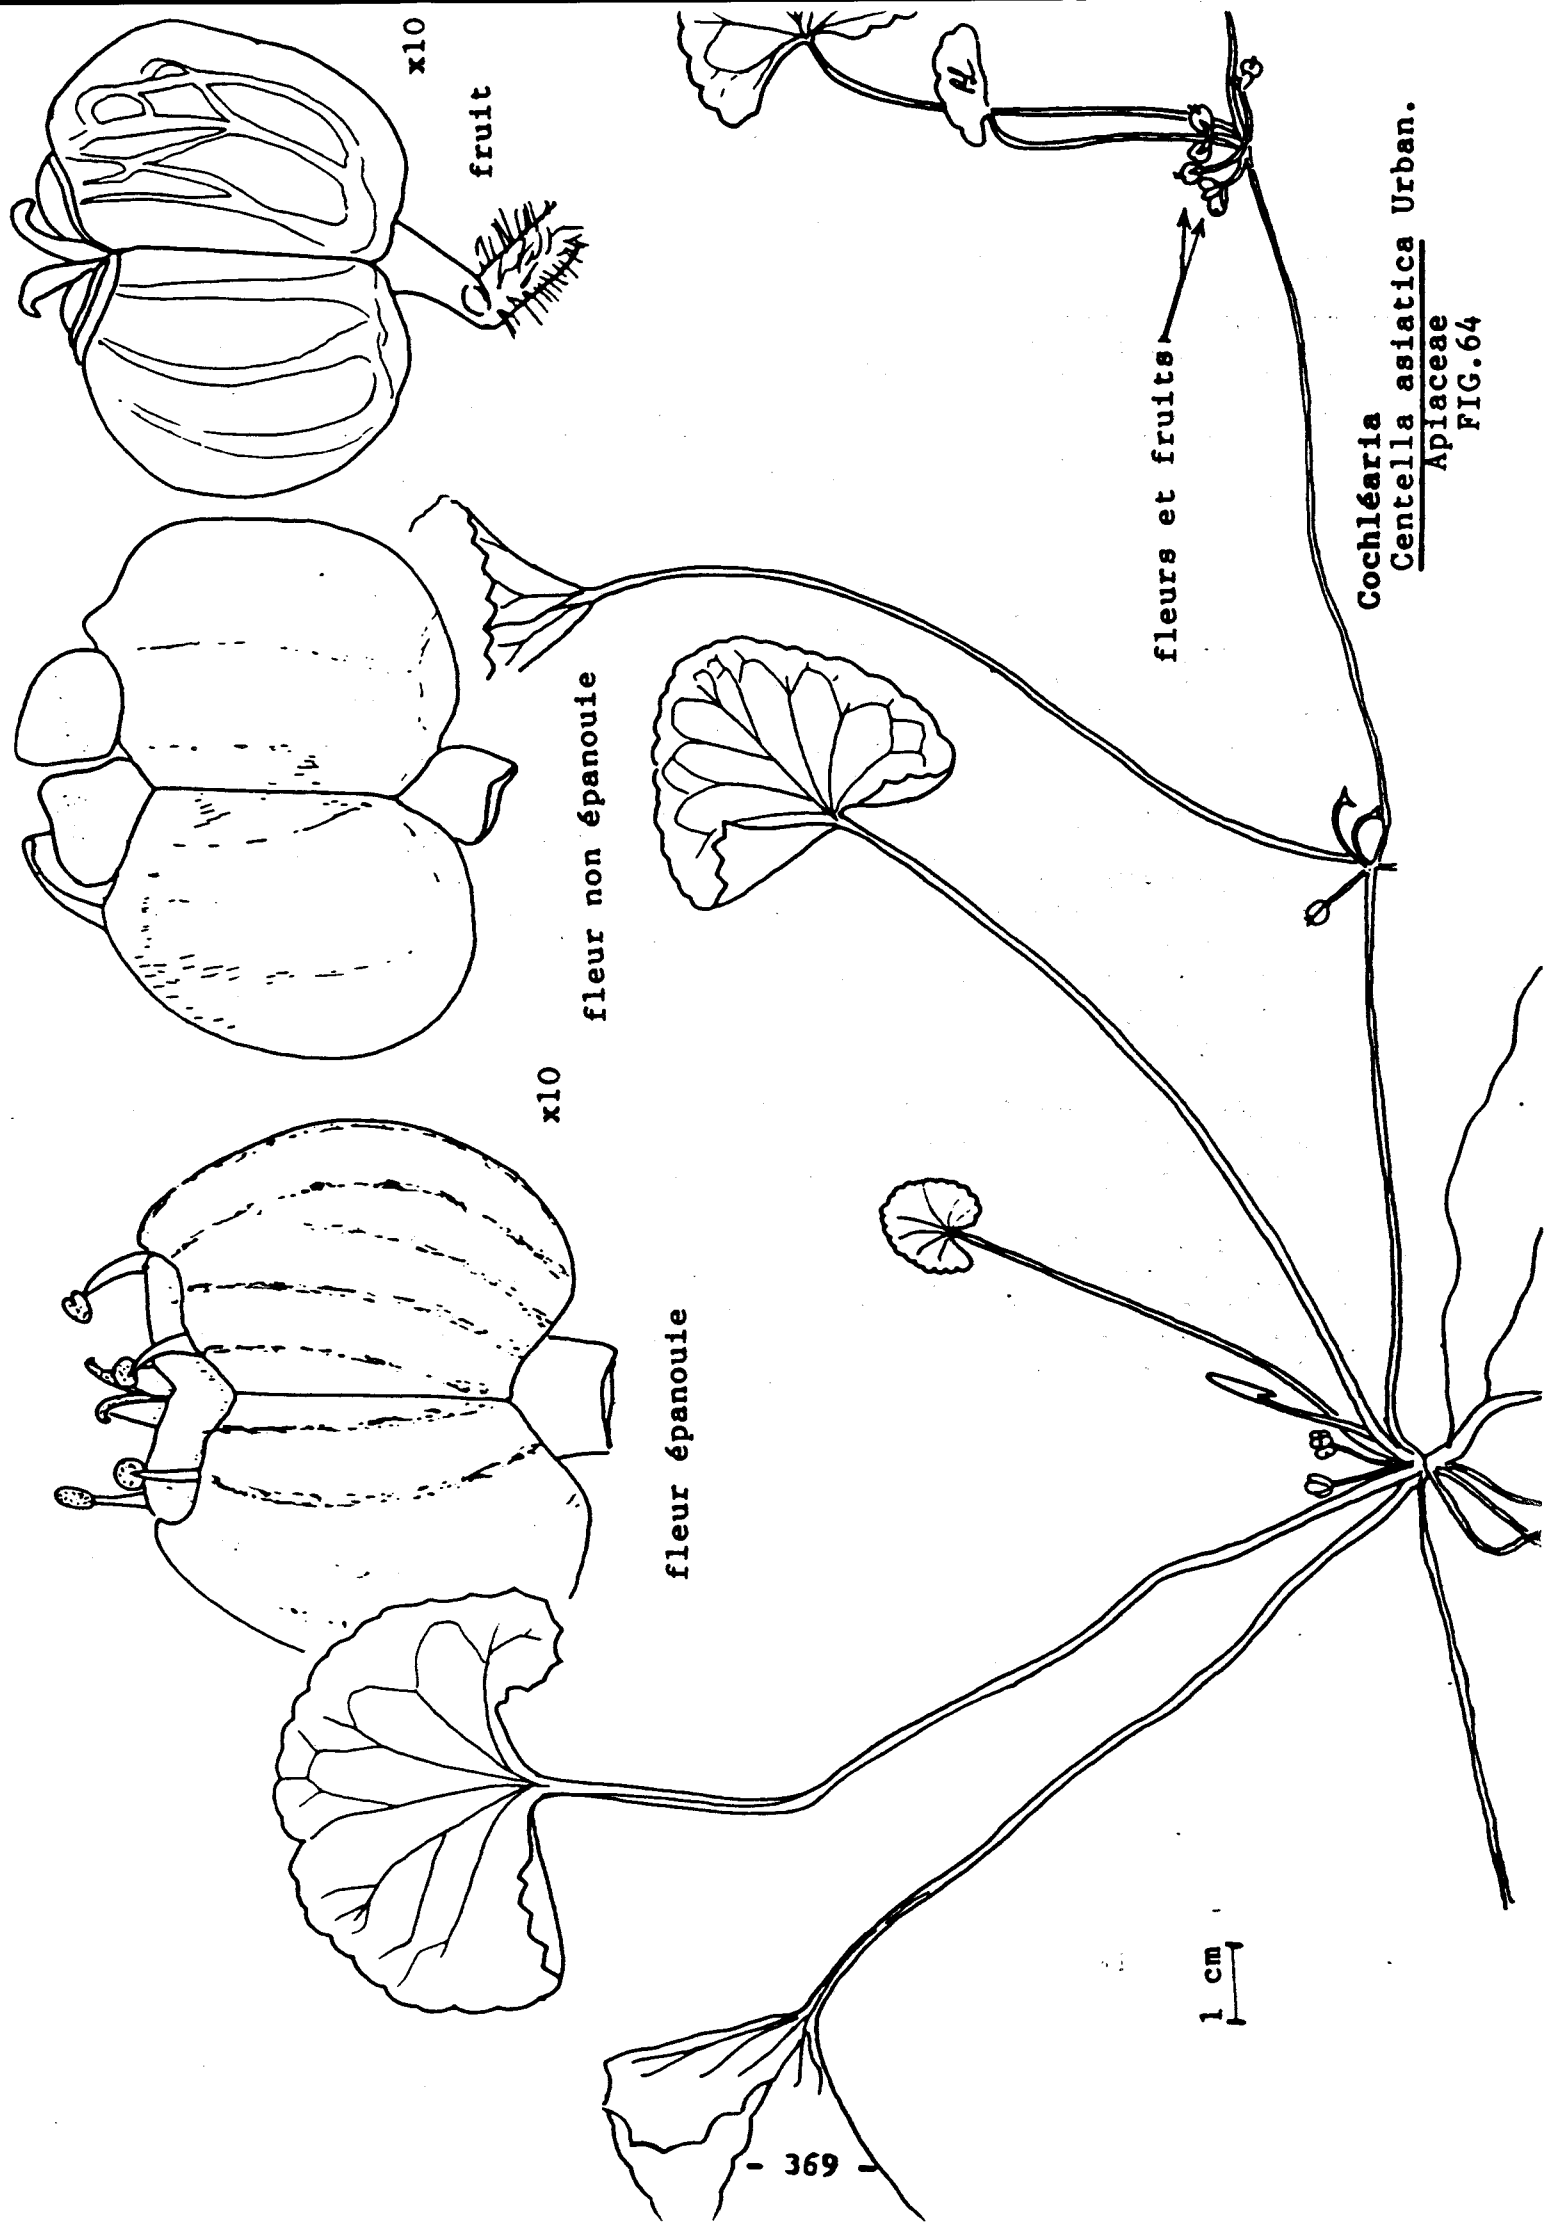 x10
fruit
fleur non épanouie
x10
fleur épanouie
fleurs et fruits
Cochléaria
Centella asiatica Urban.
Apiaceae
FIG.64
1 cm
- 369 -